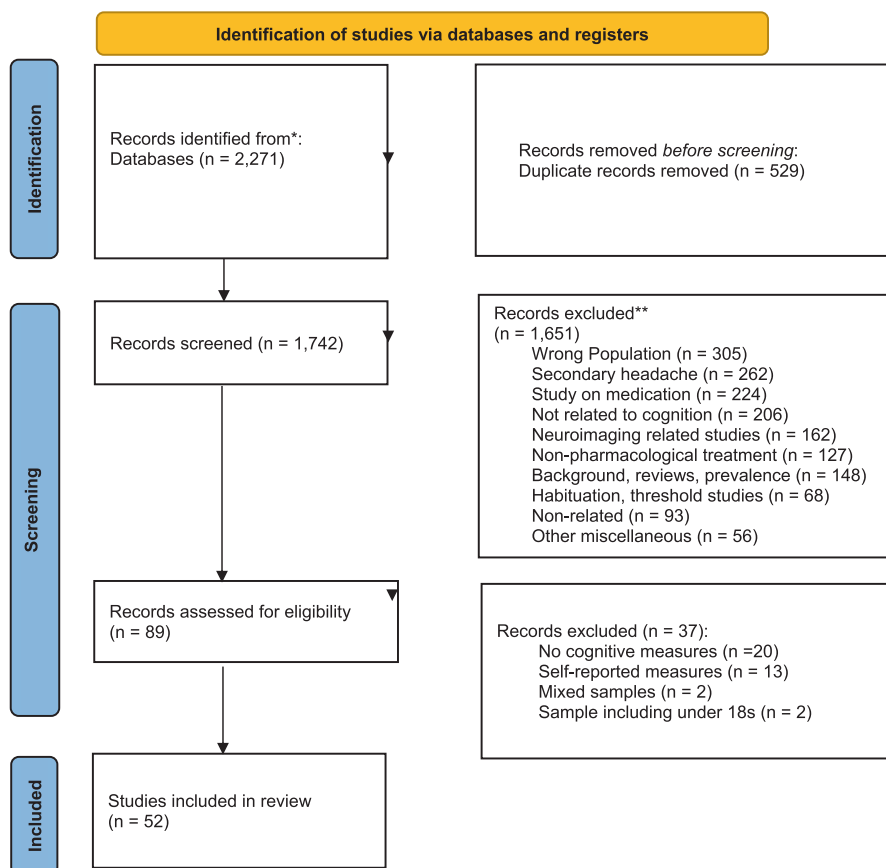 Identification of studies via databases and registers
Identification
Records identified from*:
Databases (n = 2,271)
Records removed before screening:
Duplicate records removed (n = 529)
Screening
Records screened (n = 1,742)
Records excluded**
(n = 1,651)
Wrong Population (n = 305)
Secondary headache (n = 262)
Study on medication (n = 224)
Not related to cognition (n = 206)
Neuroimaging related studies (n = 162)
Non-pharmacological treatment (n = 127)
Background, reviews, prevalence (n = 148)
Habituation, threshold studies (n = 68)
Non-related (n = 93)
Other miscellaneous (n = 56)
Records assessed for eligibility
(n = 89)
Records excluded (n = 37):
No cognitive measures (n =20)
Self-reported measures (n = 13)
Mixed samples (n = 2)
Sample including under 18s (n = 2)
Included
Studies included in review
(n = 52)